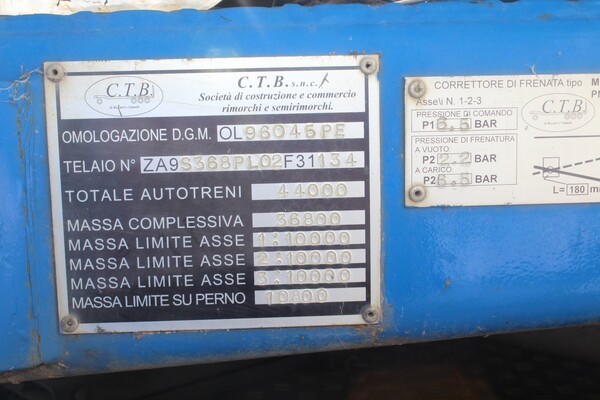 C.T.B.
C.T.B. s.n.c.
Società di costruzione e commercio
rimorchi e semirimorchi.
OMOLOGAZIONE D.G.M. OL96045PE
TELAIO N° ZA9S368PL02F31134
TOTALE AUTOTRENI 44000
MASSA COMPLESSIVA 36800
MASSA LIMITE ASSE 1:10000
MASSA LIMITE ASSE 2:10000
MASSA LIMITE ASSE 3:10000
MASSA LIMITE SU PERNO 10800
CORRETTORE DI FRENATA tipo
Asse/i N. 1-2-3
C.T.B.
PRESSIONE DI COMANDO
P1 6.5 BAR
PRESSIONE DI FRENATURA
A VUOTO:
P2 2.2 BAR
A CARICO:
P2 6.5 BAR
L= 180